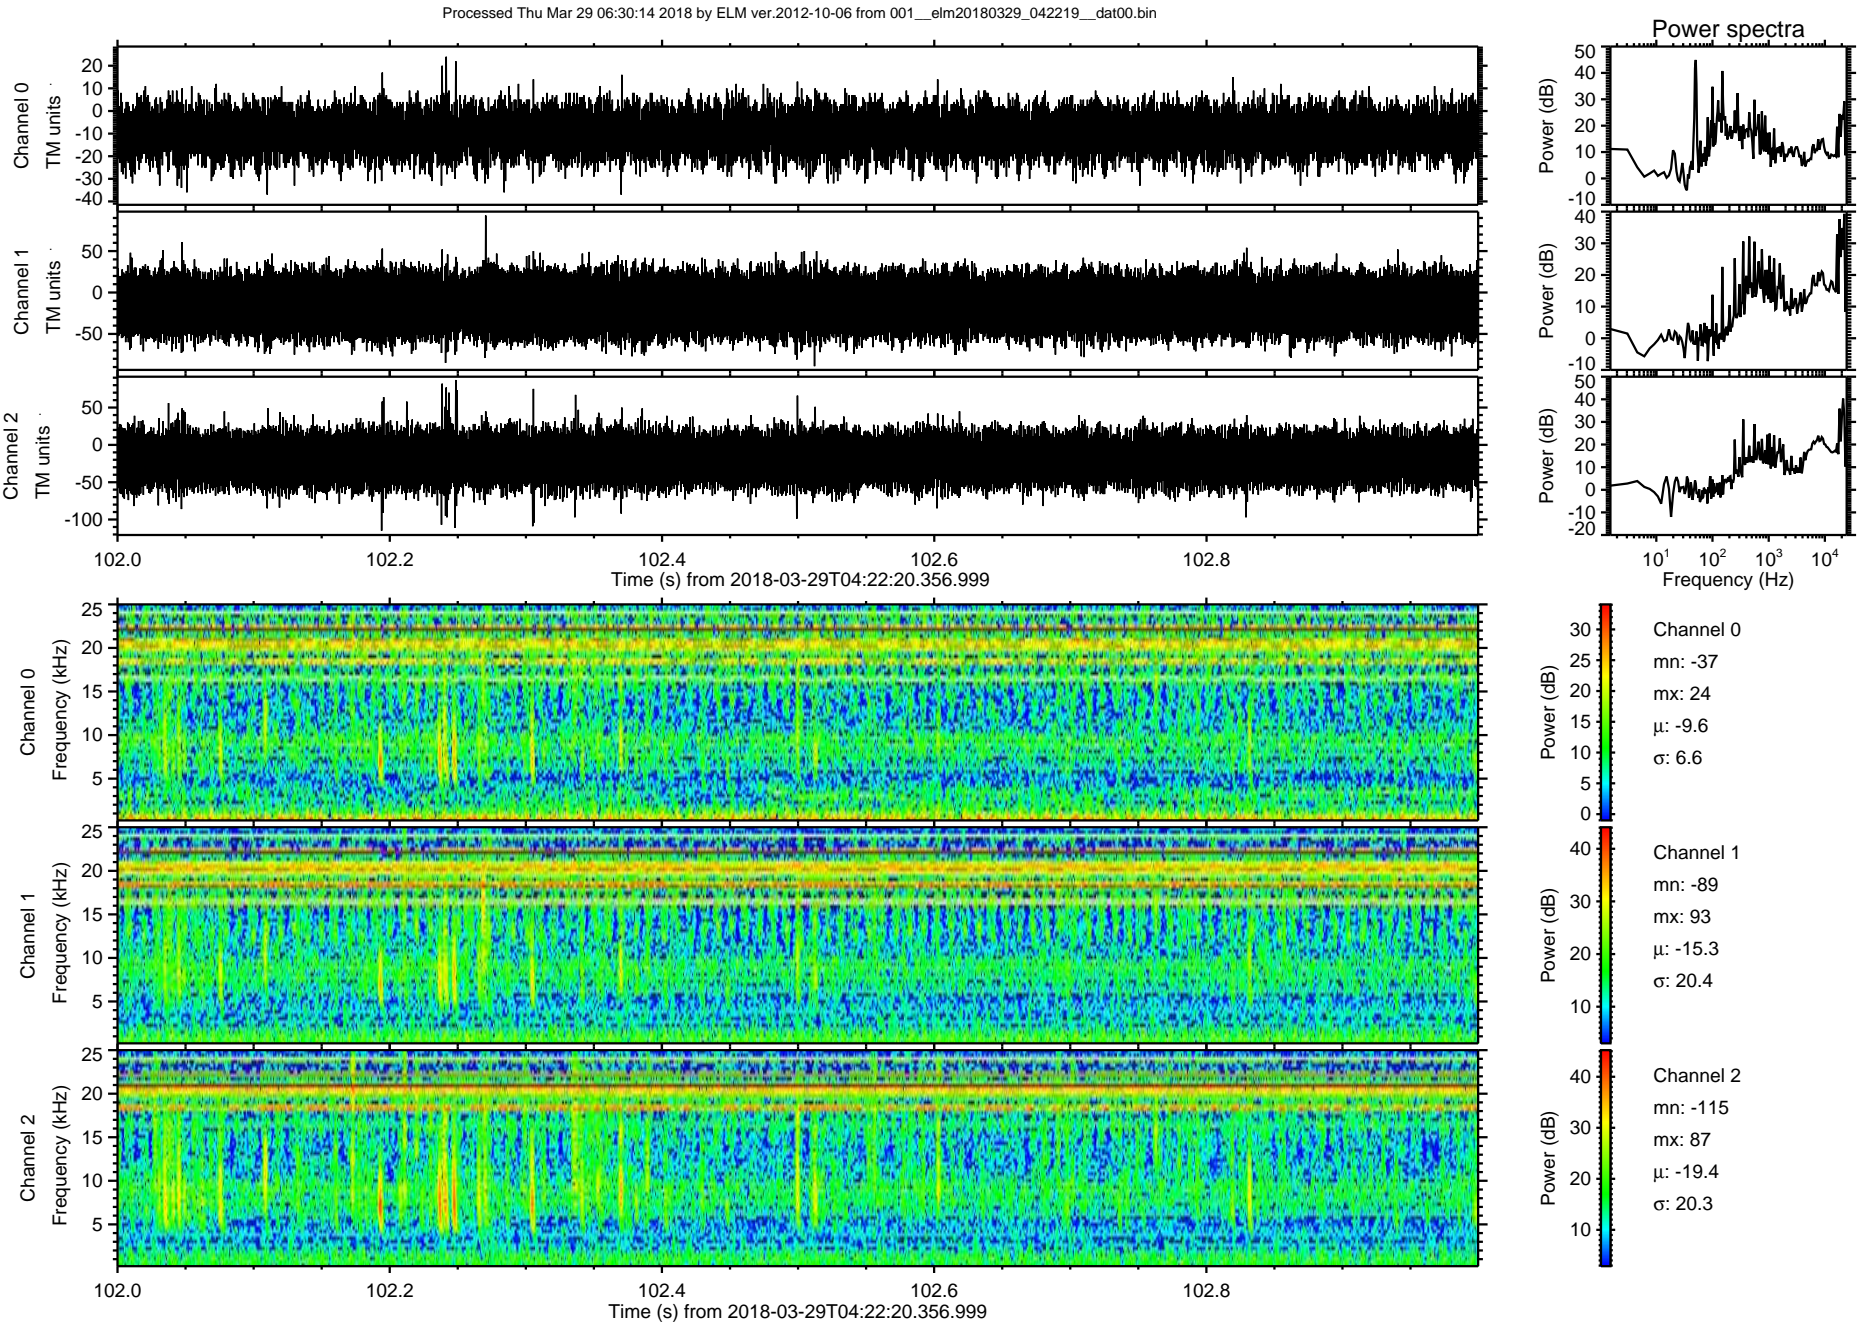 Processed Thu Mar 29 06:30:14 2018 by ELM ver.2012-10-06 from 001__elm20180329_042219__dat00.bin
Power spectra
Channel 0
TM units
20
10
0
-10
-20
-30
-40
Power (dB)
50
40
30
20
10
0
-10
Channel 1
TM units
50
0
-50
Power (dB)
40
30
20
10
0
-10
Channel 2
TM units
50
0
-50
-100
Power (dB)
50
40
30
20
10
0
-10
-20
102.0 102.2 102.4 102.6 102.8
Time (s) from 2018-03-29T04:22:20.356.999
10^1 10^2 10^3 10^4
Frequency (Hz)
Channel 0
Frequency (kHz)
25
20
15
10
5
Power (dB)
30
25
20
15
10
5
0
Channel 0
mn: -37
mx: 24
μ: -9.6
σ: 6.6
Channel 1
Frequency (kHz)
25
20
15
10
5
Power (dB)
40
30
20
10
Channel 1
mn: -89
mx: 93
μ: -15.3
σ: 20.4
Channel 2
Frequency (kHz)
25
20
15
10
5
Power (dB)
40
30
20
10
Channel 2
mn: -115
mx: 87
μ: -19.4
σ: 20.3
102.0 102.2 102.4 102.6 102.8
Time (s) from 2018-03-29T04:22:20.356.999